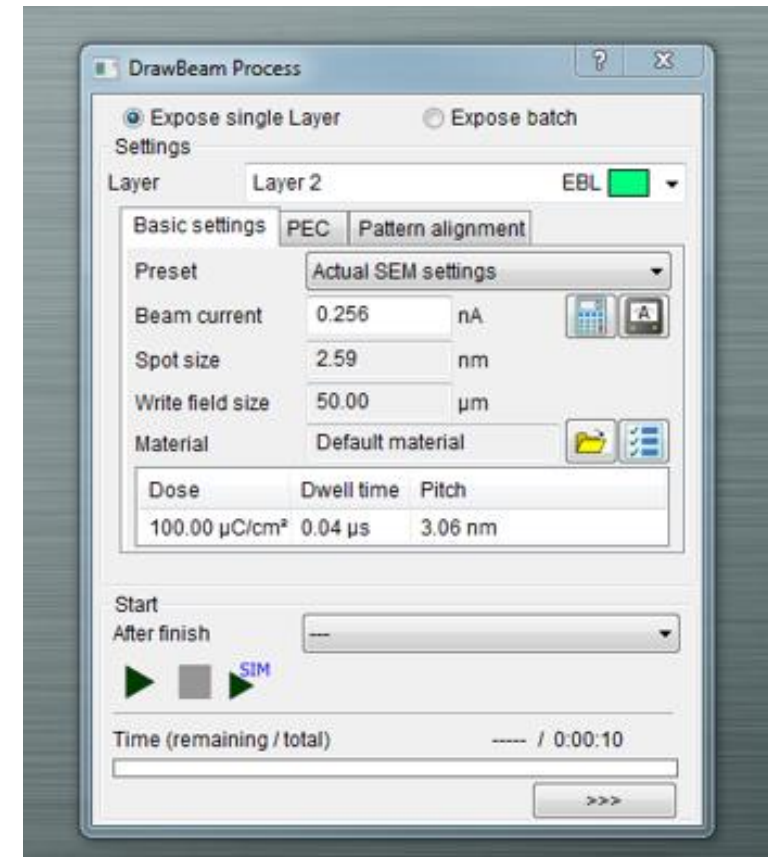 DrawBeam Process
Expose single Layer Expose batch
Settings
Layer Layer 2 EBL
Basic settings PEC Pattern alignment
Preset Actual SEM settings
Beam current 0.256 nA
A
Spot size 2.59 nm
Write field size 50.00 μm
Material Default material
Dose Dwell time Pitch
100.00 μC/cm² 0.04 μs 3.06 nm
Start
After finish ---
SIM
Time (remaining / total) ----- / 0:00:10
>>>